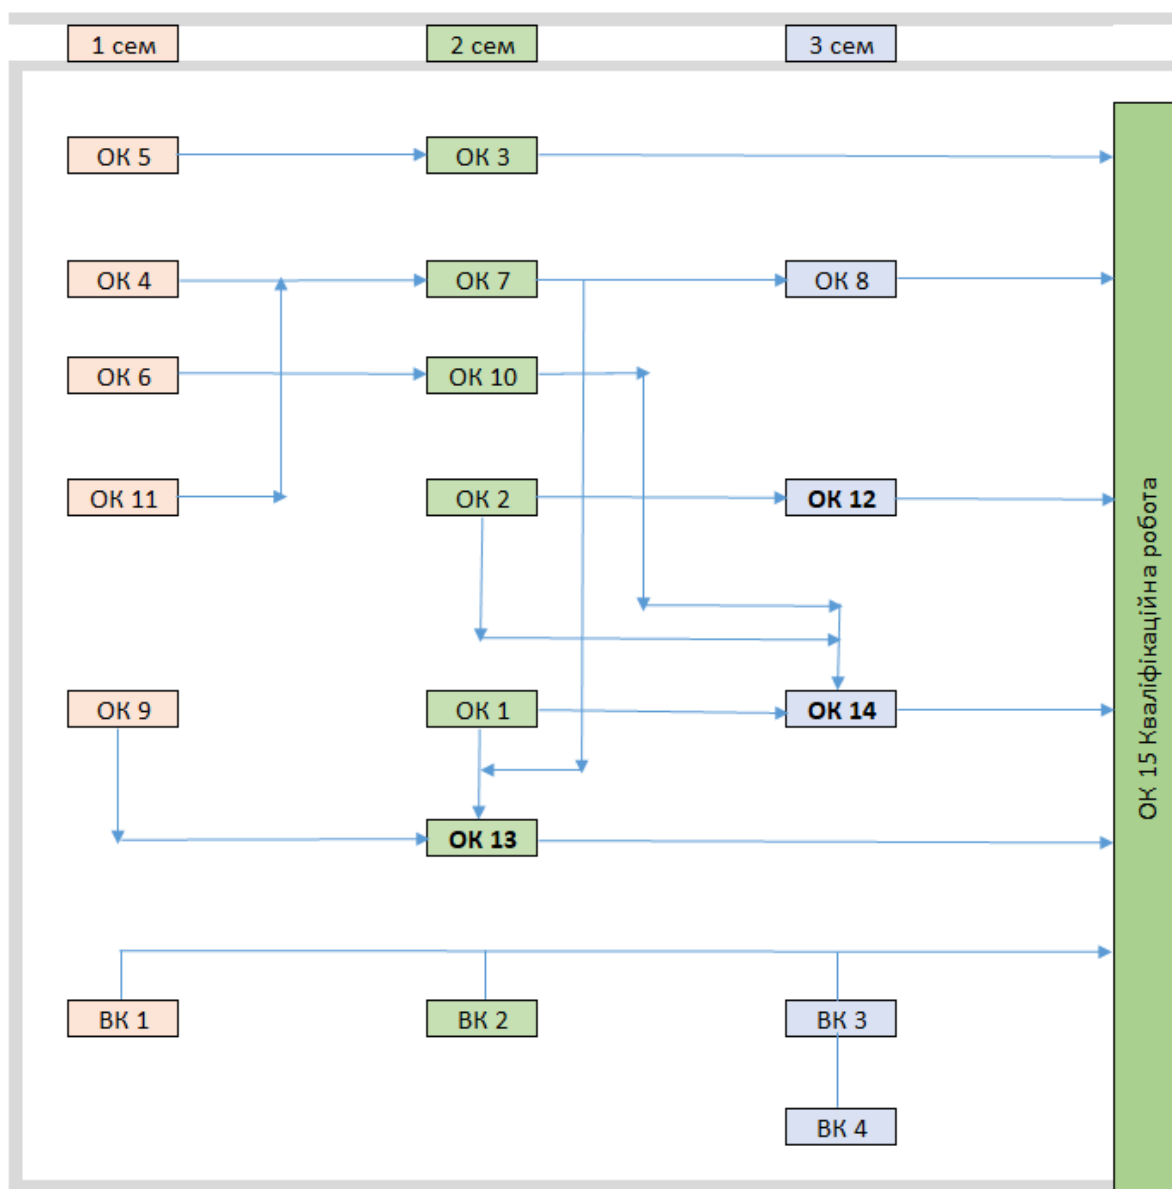 1 сем
2 сем
3 сем
ОК 5
ОК 3
ОК 4
ОК 7
ОК 8
ОК 6
ОК 10
ОК 11
ОК 2
ОК 12
ОК 9
ОК 1
ОК 14
ОК 13
ВК 1
ВК 2
ВК 3
ВК 4
ОК 15 Кваліфікаційна робота